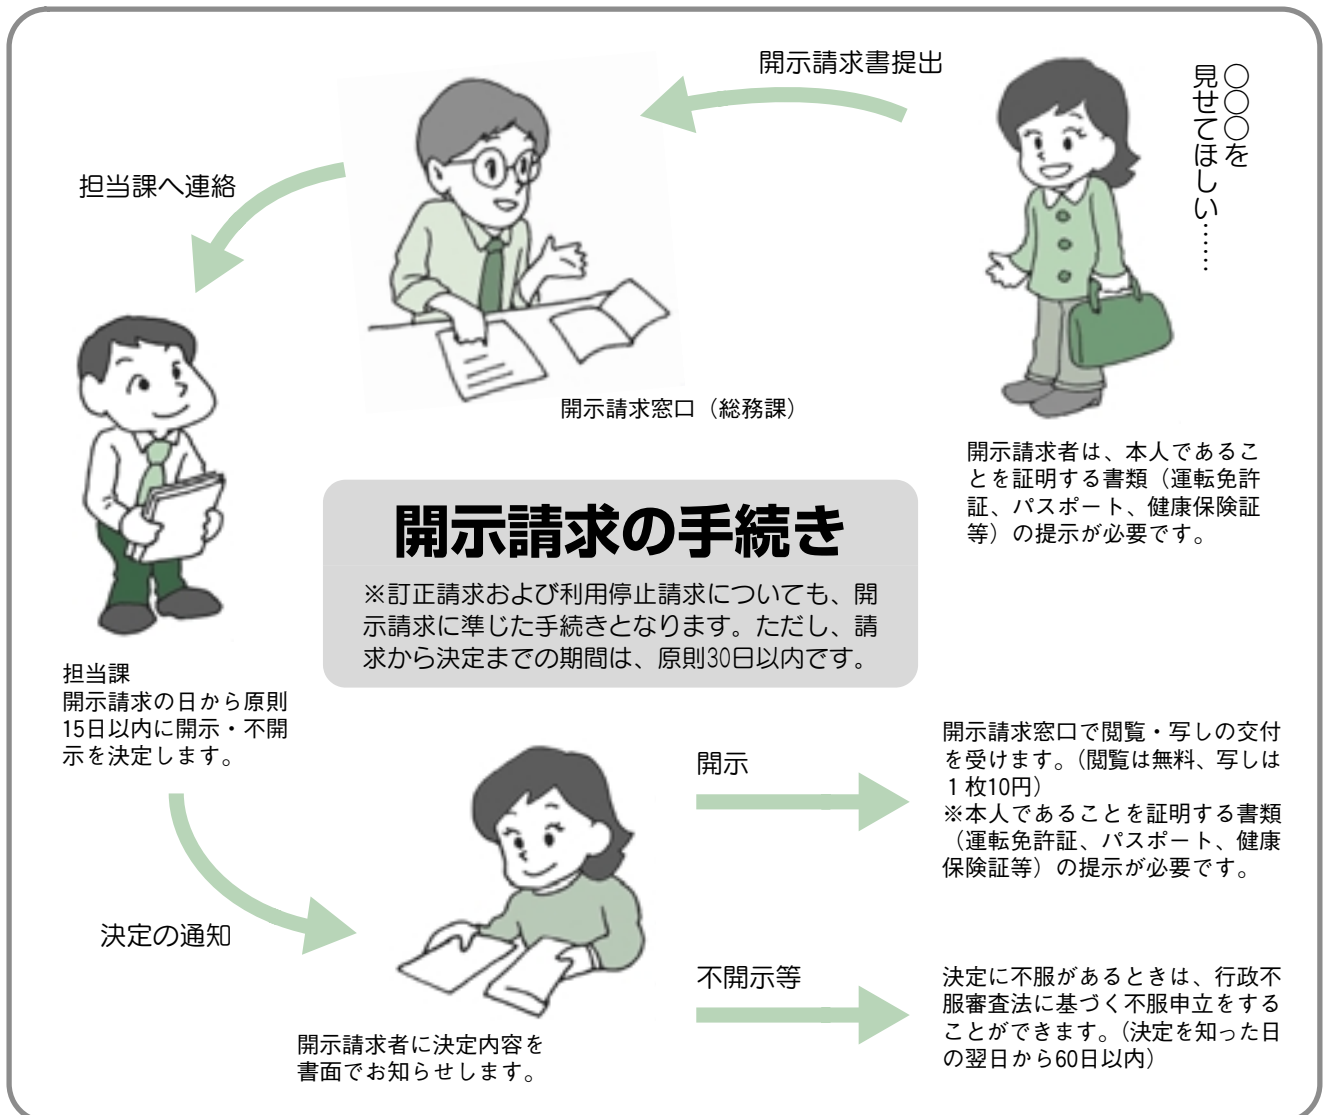 開示請求の手続き
※訂正請求および利用停止請求についても、開
示請求に準じた手続きとなります。ただし、請
求から決定までの期間は、原則30日以内です。
○○○を
見せてほしい……
開示請求者は、本人であるこ
とを証明する書類（運転免許
証、パスポート、健康保険証
等）の提示が必要です。
開示請求書提出
開示請求窓口（総務課）
担当課へ連絡
担当課
開示請求の日から原則
15日以内に開示・不開
示を決定します。
決定の通知
開示請求者に決定内容を
書面でお知らせします。
開示
開示請求窓口で閲覧・写しの交付
を受けます。（閲覧は無料、写しは
１枚10円）
※本人であることを証明する書類
（運転免許証、パスポート、健康
保険証等）の提示が必要です。
不開示等
決定に不服があるときは、行政不
服審査法に基づく不服申立をする
ことができます。（決定を知った日
の翌日から60日以内）